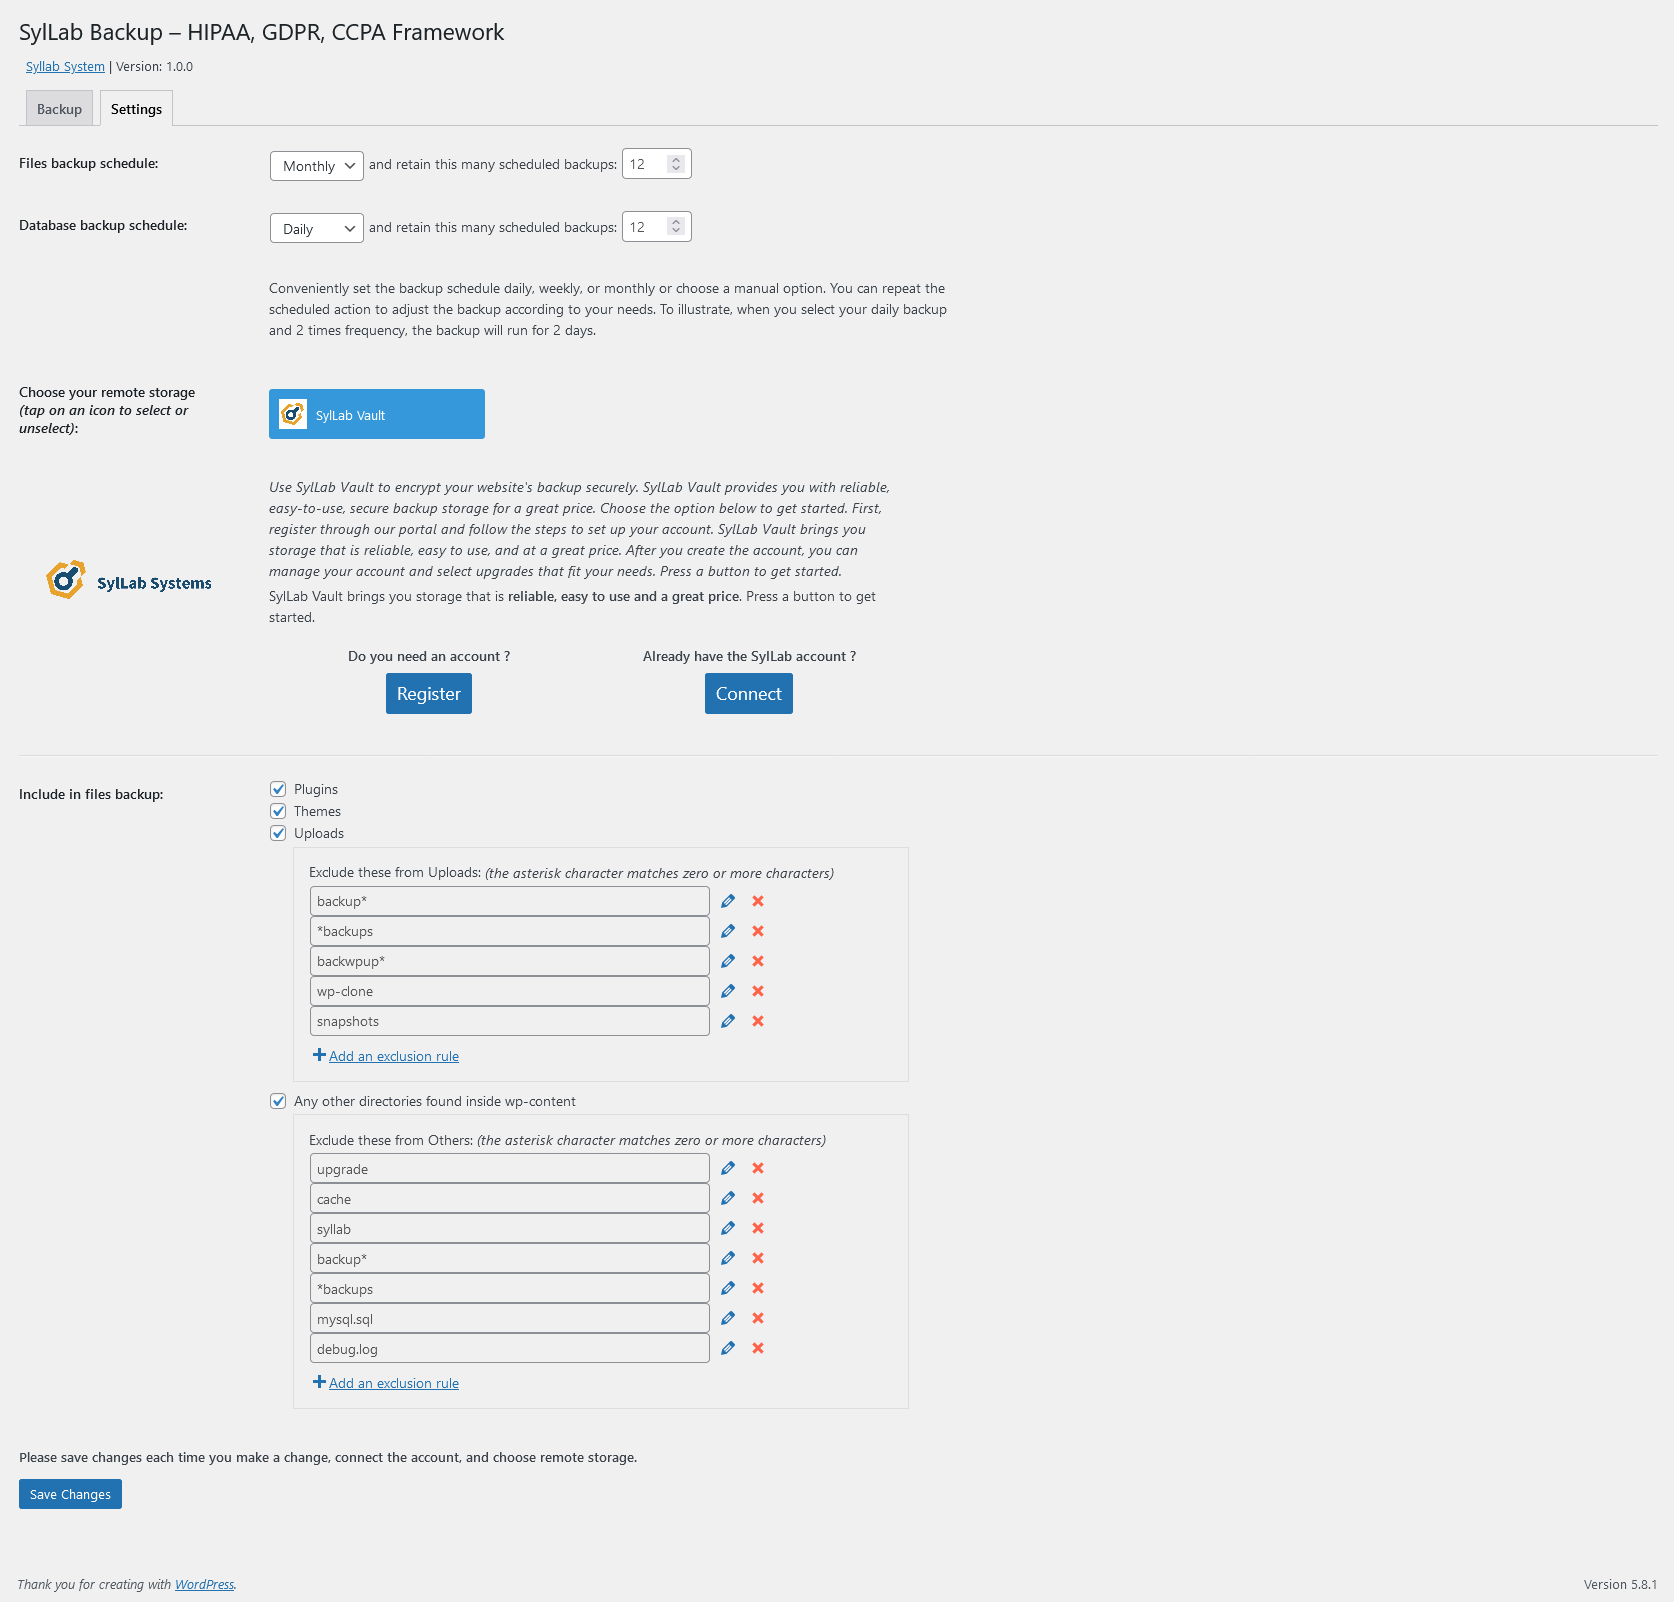 SylLab Backup – HIPAA, GDPR, CCPA Framework
Syllab System | Version: 1.0.0
Backup
Settings
Files backup schedule:
Monthly and retain this many scheduled backups: 12
Database backup schedule:
Daily and retain this many scheduled backups: 12
Conveniently set the backup schedule daily, weekly, or monthly or choose a manual option. You can repeat the
scheduled action to adjust the backup according to your needs. To illustrate, when you select your daily backup
and 2 times frequency, the backup will run for 2 days.
Choose your remote storage
(tap on an icon to select or
unselect):
SylLab Vault
Use SylLab Vault to encrypt your website's backup securely. SylLab Vault provides you with reliable,
easy-to-use, secure backup storage for a great price. Choose the option below to get started. First,
register through our portal and follow the steps to set up your account. SylLab Vault brings you
storage that is reliable, easy to use, and at a great price. After you create the account, you can
manage your account and select upgrades that fit your needs. Press a button to get started.
SylLab Systems
SylLab Vault brings you storage that is reliable, easy to use and a great price. Press a button to get
started.
Do you need an account ?
Register
Already have the SylLab account ?
Connect
Include in files backup:
Plugins
Themes
Uploads
Exclude these from Uploads: (the asterisk character matches zero or more characters)
backup*
*backups
backwpup*
wp-clone
snapshots
Add an exclusion rule
Any other directories found inside wp-content
Exclude these from Others: (the asterisk character matches zero or more characters)
upgrade
cache
syllab
backup*
*backups
mysql.sql
debug.log
Add an exclusion rule
Please save changes each time you make a change, connect the account, and choose remote storage.
Save Changes
Thank you for creating with WordPress.
Version 5.8.1